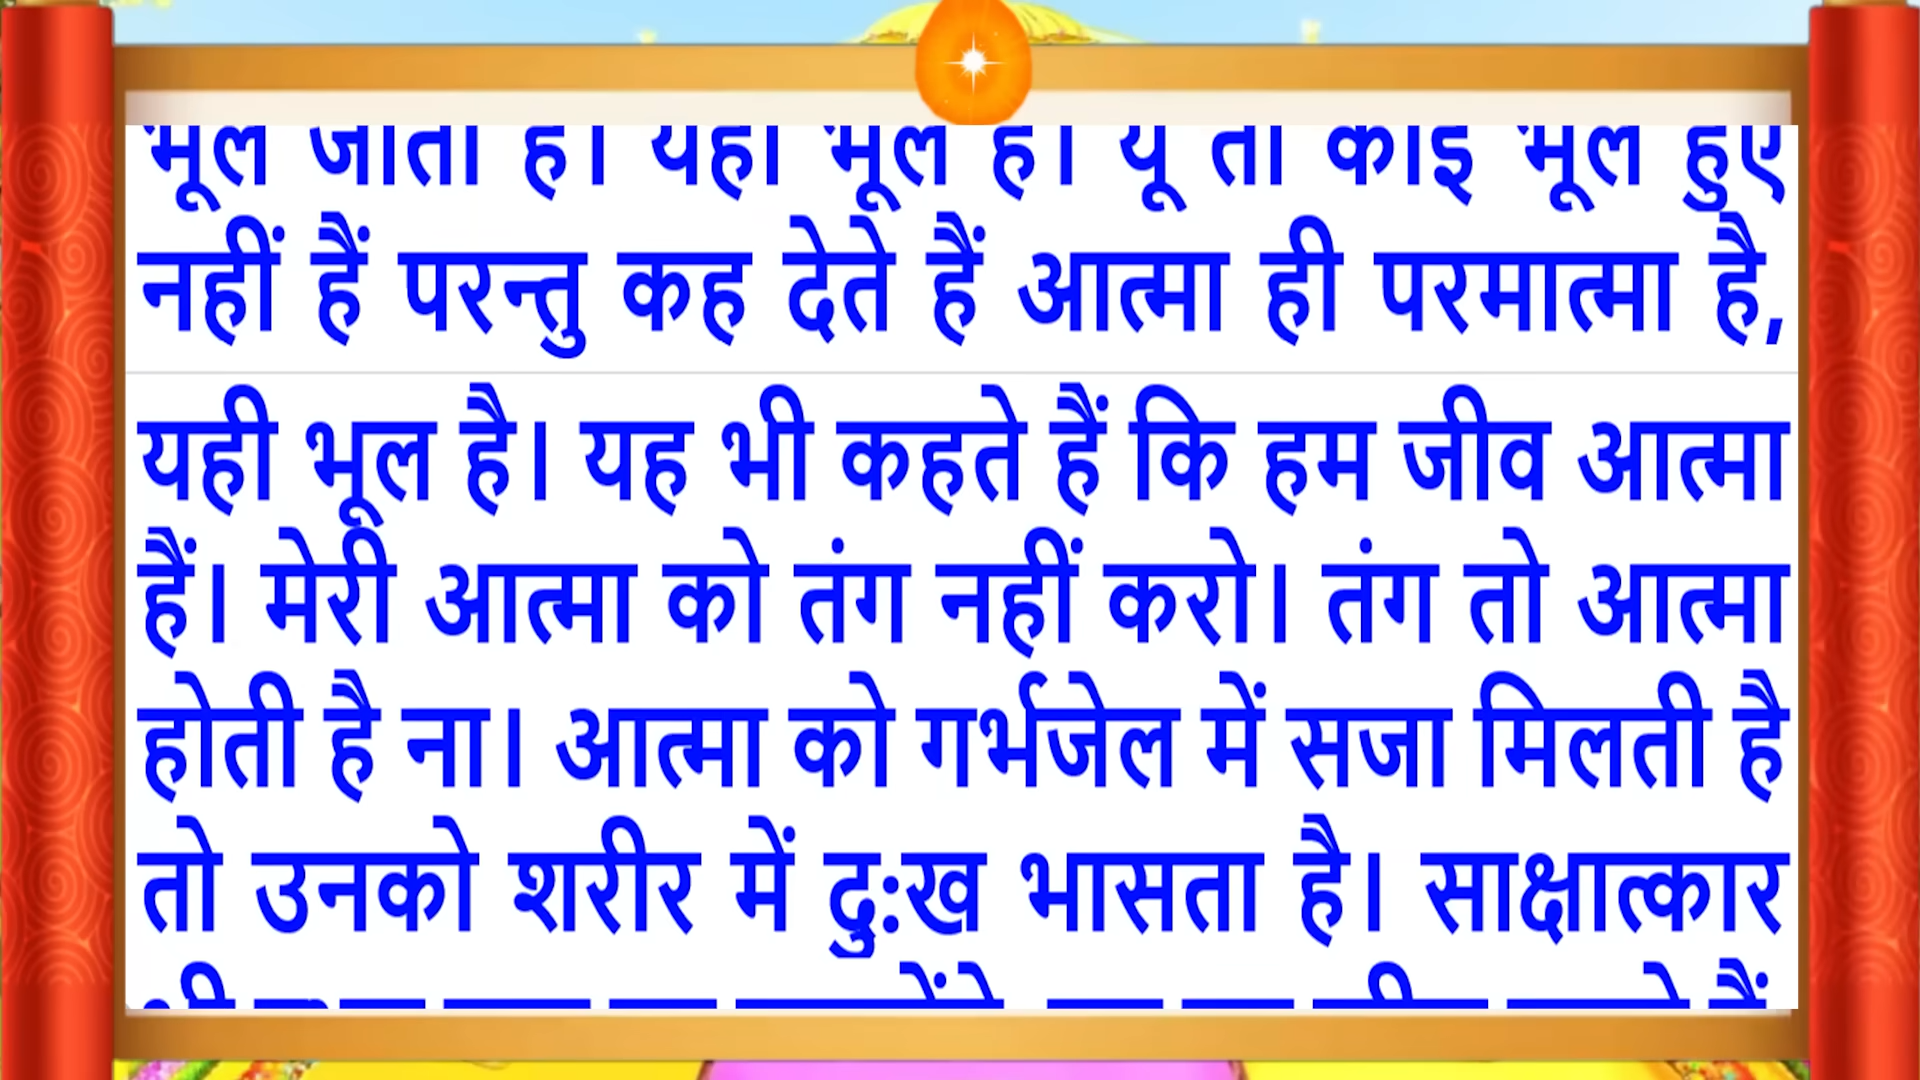 भूल जाता है। यही भूल है। यूं तो कोई भूले हुए
नहीं हैं परन्तु कह देते हैं आत्मा ही परमात्मा है,
यही भूल है। यह भी कहते हैं कि हम जीव आत्मा
हैं। मेरी आत्मा को तंग नहीं करो। तंग तो आत्मा
होती है ना। आत्मा को गर्भजेल में सजा मिलती है
तो उनको शरीर में दु:ख भासता है। साक्षात्कार